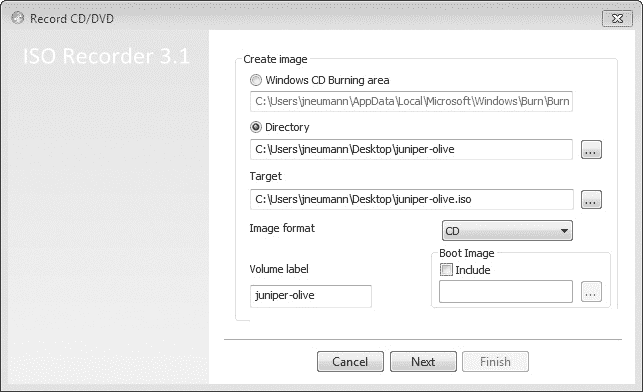 Record CD/DVD
ISO Recorder 3.1
Create image
Windows CD Burning area
C:\Users\jneumann\AppData\Local\Microsoft\Windows\Burn\Burn
Directory
C:\Users\jneumann\Desktop\juniper-olive
...
Target
C:\Users\jneumann\Desktop\juniper-olive.iso
...
Image format
CD
Boot Image
Include
...
Volume label
juniper-olive
Cancel
Next
Finish